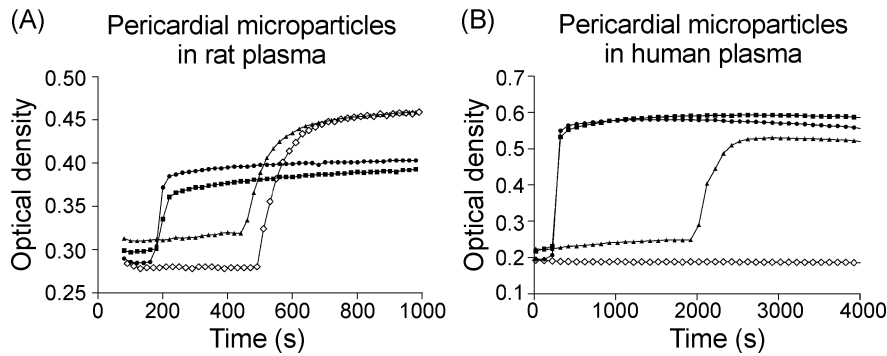 (A)
Pericardial microparticles
in rat plasma
Optical density
0.50
0.45
0.40
0.35
0.30
0.25
0
200
400
600
800
1000
Time (s)
(B)
Pericardial microparticles
in human plasma
Optical density
0.7
0.6
0.5
0.4
0.3
0.2
0.1
0
1000
2000
3000
4000
Time (s)